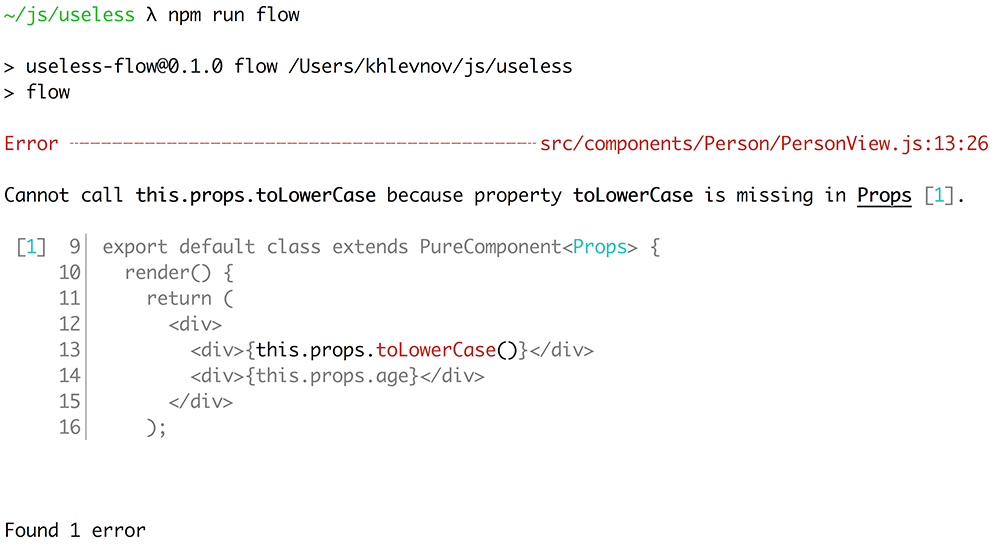 ~/js/useless λ npm run flow
> useless-flow@0.1.0 flow /Users/khlevnov/js/useless
> flow
Error ------------------------------------------- src/components/Person/PersonView.js:13:26
Cannot call this.props.toLowerCase because property toLowerCase is missing in Props [1].
[1]  9│ export default class extends PureComponent<Props> {
    10│   render() {
    11│     return (
    12│       <div>
    13│         <div>{this.props.toLowerCase()}</div>
    14│         <div>{this.props.age}</div>
    15│       </div>
    16│     );
Found 1 error